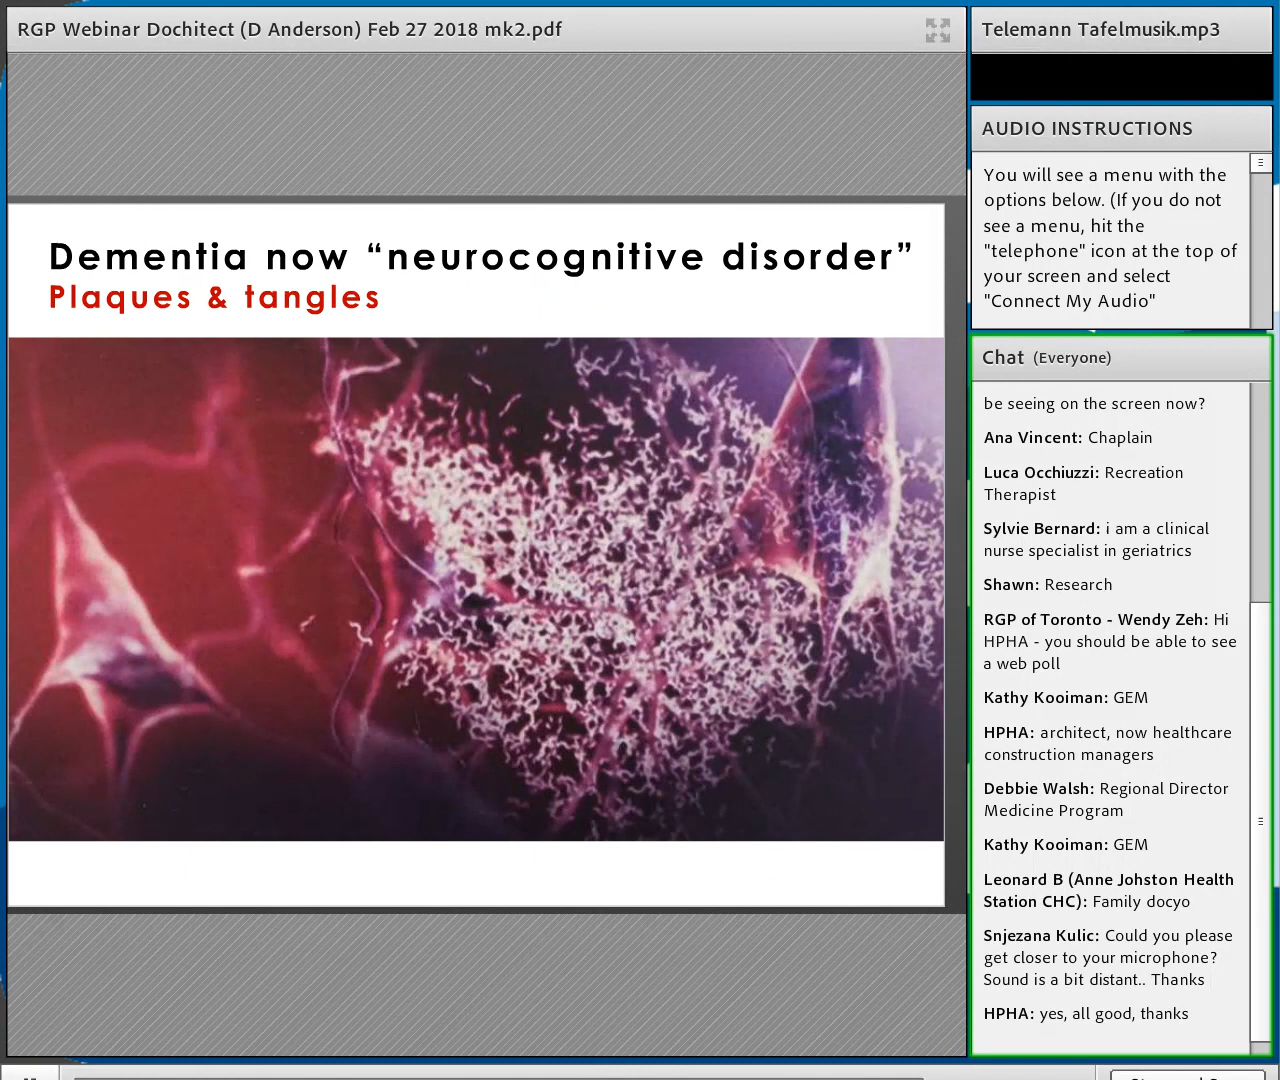 RGP Webinar Dochitect (D Anderson) Feb 27 2018 mk2.pdf
Dementia now “neurocognitive disorder”
Plaques & tangles
Telemann Tafelmusik.mp3
AUDIO INSTRUCTIONS
You will see a menu with the
options below. (If you do not
see a menu, hit the
"telephone" icon at the top of
your screen and select
"Connect My Audio"
Chat (Everyone)
be seeing on the screen now?
Ana Vincent: Chaplain
Luca Occhiuzzi: Recreation
Therapist
Sylvie Bernard: i am a clinical
nurse specialist in geriatrics
Shawn: Research
RGP of Toronto - Wendy Zeh: Hi
HPHA - you should be able to see
a web poll
Kathy Kooiman: GEM
HPHA: architect, now healthcare
construction managers
Debbie Walsh: Regional Director
Medicine Program
Kathy Kooiman: GEM
Leonard B (Anne Johston Health
Station CHC): Family docyo
Snjezana Kulic: Could you please
get closer to your microphone?
Sound is a bit distant.. Thanks
HPHA: yes, all good, thanks